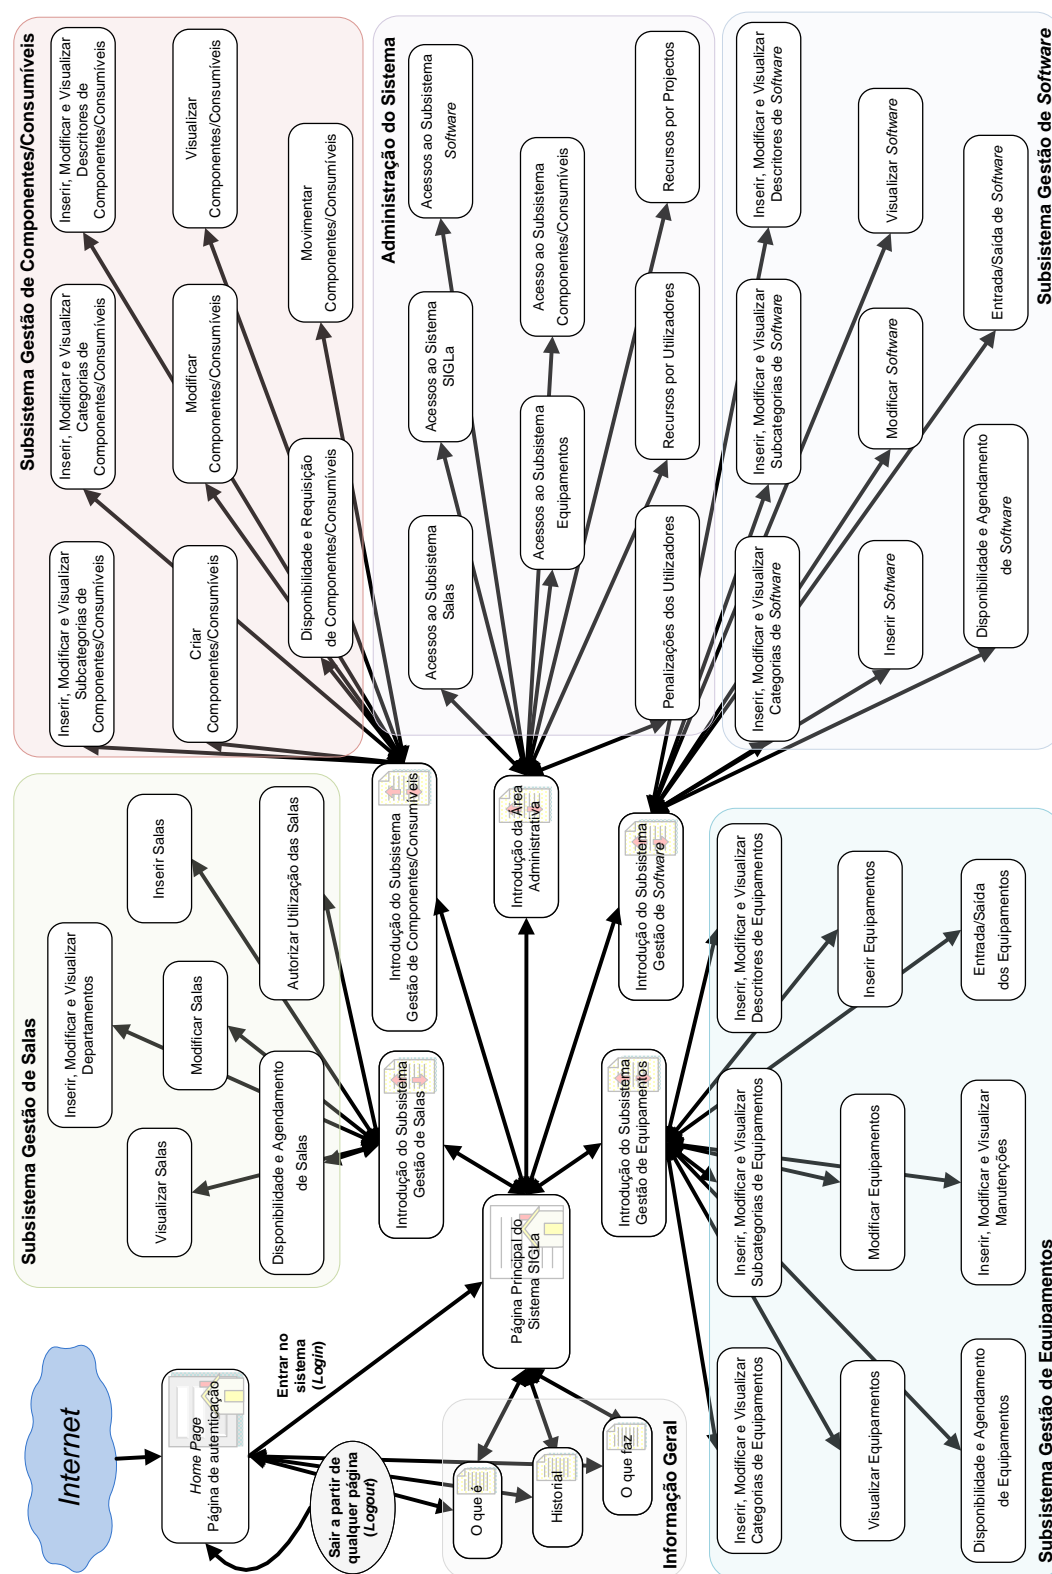 Internet
Home Page
Página de autenticação
Entrar no
sistema
(Login)
Sair a partir de
qualquer página
(Logout)
Informação Geral
O que é
Historial
O que faz
Página Principal do
Sistema SIGLa
Subsistema Gestão de Salas
Visualizar Salas
Inserir, Modificar e Visualizar
Departamentos
Inserir Salas
Modificar Salas
Disponibilidade e Agendamento
de Salas
Autorizar Utilização das Salas
Introdução do Subsistema
Gestão de Salas
Subsistema Gestão de Componentes/Consumíveis
Inserir, Modificar e Visualizar
Subcategorias de
Componentes/Consumíveis
Inserir, Modificar e Visualizar
Categorias de
Componentes/Consumíveis
Inserir, Modificar e Visualizar
Descritores de
Componentes/Consumíveis
Criar
Componentes/Consumíveis
Modificar
Componentes/Consumíveis
Visualizar
Componentes/Consumíveis
Disponibilidade e Requisição
de Componentes/Consumíveis
Movimentar
Componentes/Consumíveis
Introdução do Subsistema
Gestão de Componentes/Consumíveis
Administração do Sistema
Acessos ao Subsistema
Salas
Acessos ao Sistema
SIGLa
Acessos ao Subsistema
Software
Acessos ao Subsistema
Equipamentos
Acesso ao Subsistema
Componentes/Consumíveis
Penalizações dos Utilizadores
Recursos por Utilizadores
Recursos por Projectos
Introdução da Área
Administrativa
Introdução do Subsistema
Gestão de Software
Inserir, Modificar e Visualizar
Categorias de Software
Inserir, Modificar e Visualizar
Subcategorias de Software
Inserir, Modificar e Visualizar
Descritores de Software
Inserir Software
Modificar Software
Visualizar Software
Disponibilidade e Agendamento
de Software
Entrada/Saída de Software
Subsistema Gestão de Software
Introdução do Subsistema
Gestão de Equipamentos
Inserir, Modificar e Visualizar
Categorias de Equipamentos
Inserir, Modificar e Visualizar
Subcategorias de Equipamentos
Inserir, Modificar e Visualizar
Descritores de Equipamentos
Visualizar Equipamentos
Modificar Equipamentos
Inserir Equipamentos
Disponibilidade e Agendamento
de Equipamentos
Inserir, Modificar e Visualizar
Manutenções
Entrada/Saída
dos Equipamentos
Subsistema Gestão de Equipamentos